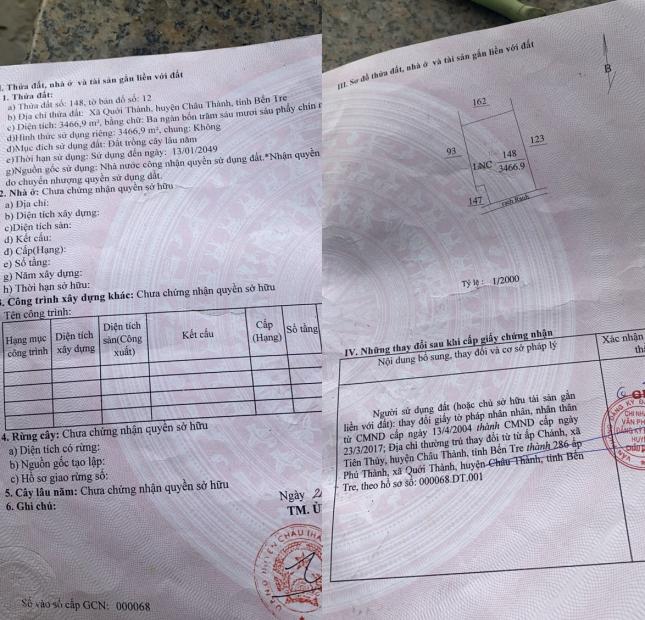 I. Thửa đất, nhà ở và tài sản gắn liền với đất
1. Thửa đất:
a) Thửa đất số: 148, tờ bản đồ số: 12
b) Địa chỉ thửa đất: Xã Quới Thành, huyện Châu Thành, tỉnh Bến Tre
c) Diện tích: 3466,9 m², bằng chữ: Ba ngàn bốn trăm sáu mươi sáu phẩy chín
d)Hình thức sử dụng riêng: 3466,9 m², chung: Không
đ)Mục đích sử dụng đất: Đất trồng cây lâu năm
e)Thời hạn sử dụng: Sử dụng đến ngày: 13/01/2049
g)Nguồn gốc sử dụng: Nhà nước công nhận quyền sử dụng đất.*Nhận quyền
do chuyển nhượng quyền sử dụng đất.
2. Nhà ở: Chưa chứng nhận quyền sở hữu
a) Địa chỉ:
b) Diện tích xây dựng:
c)Diện tích sàn:
d) Kết cấu:
đ) Cấp(Hạng):
e) Số tầng:
g) Năm xây dựng:
h) Thời hạn sở hữu:
3. Công trình xây dựng khác: Chưa chứng nhận quyền sở hữu
Tên công trình:
Hạng mục công trình
Diện tích xây dựng
Diện tích sàn(Công xuất)
Kết cấu
Cấp (Hạng)
Số tầng
4. Rừng cây: Chưa chứng nhận quyền sở hữu
a) Diện tích có rừng:
b) Nguồn gốc tạo lập:
c) Hồ sơ giao rừng số:
5. Cây lâu năm: Chưa chứng nhận quyền sở hữu
6. Ghi chú:
Ngày
TM. Ủ
Số vào sổ cấp GCN: 000068
III. Sơ đồ thửa đất, nhà ở và tài sản gắn liền với đất
B
162
93
123
LNC 148
3466.9
147
Tỷ lệ : 1/2000
IV. Những thay đổi sau khi cấp giấy chứng nhận
Nội dung bổ sung, thay đổi và cơ sở pháp lý
Xác nhận
th
Người sử dụng đất (hoặc chủ sở hữu tài sản gắn
liền với đất): thay đổi giấy tờ pháp nhân nhân, nhân thân
từ CMND cấp ngày 13/4/2004 thành CMND cấp ngày
23/3/2017; Địa chỉ thường trú thay đổi từ từ ấp Chánh, xã
Tiên Thủy, huyện Châu Thành, tỉnh Bến Tre thành 286 ấp
Phú Thành, xã Quới Thành, huyện Châu Thành, tỉnh Bến
Tre, theo hồ sơ số: 000068.DT.001